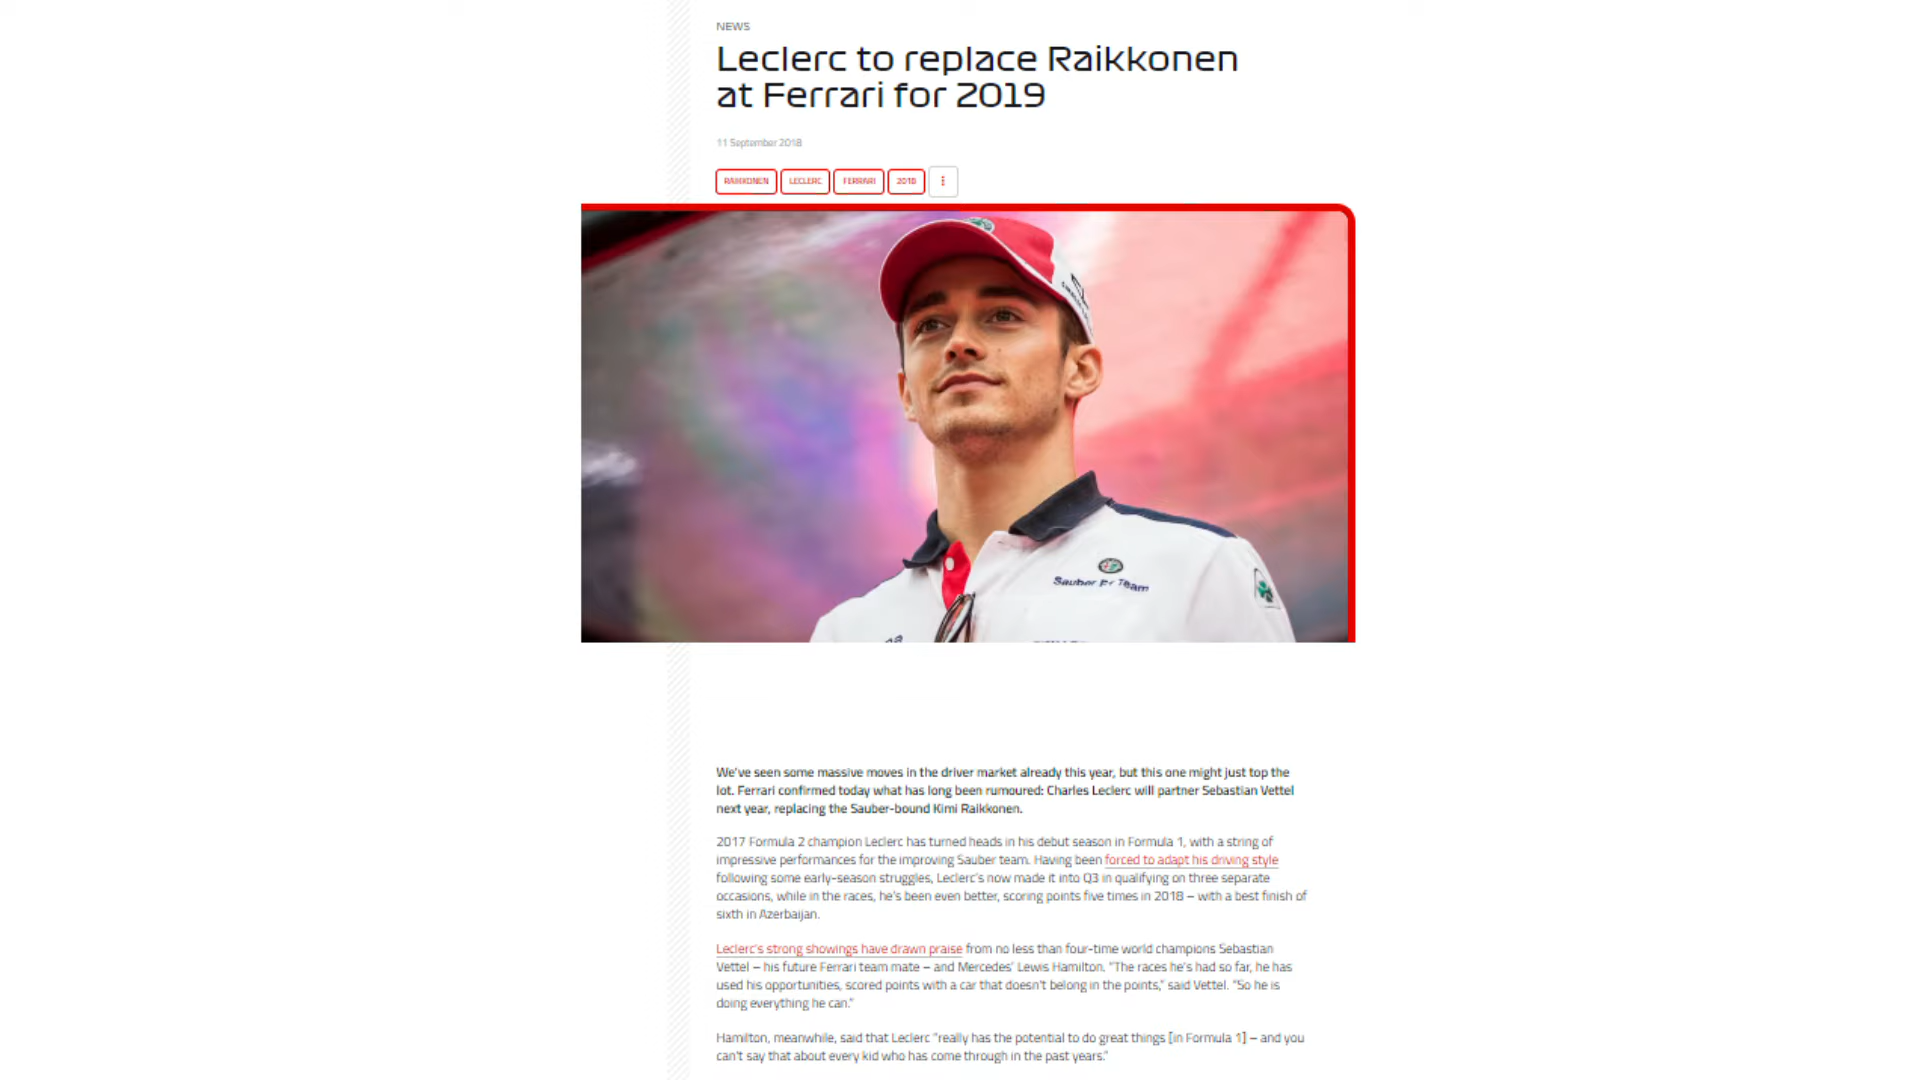 NEWS
Leclerc to replace Raikkonen
at Ferrari for 2019
11 September 2018
RAIKKONEN LECLERC FERRARI 2018
Sauber F1 Team
We've seen some massive moves in the driver market already this year, but this one might just top the
lot. Ferrari confirmed today what has long been rumoured: Charles Leclerc will partner Sebastian Vettel
next year, replacing the Sauber-bound Kimi Raikkonen.
2017 Formula 2 champion Leclerc has turned heads in his debut season in Formula 1, with a string of
impressive performances for the improving Sauber team. Having been forced to adapt his driving style
following some early-season struggles, Leclerc's now made it into Q3 in qualifying on three separate
occasions, while in the races, he's been even better, scoring points five times in 2018 – with a best finish of
sixth in Azerbaijan.
Leclerc's strong showings have drawn praise from no less than four-time world champions Sebastian
Vettel – his future Ferrari team mate – and Mercedes' Lewis Hamilton. "The races he's had so far, he has
used his opportunities, scored points with a car that doesn't belong in the points," said Vettel. "So he is
doing everything he can."
Hamilton, meanwhile, said that Leclerc "really has the potential to do great things [in Formula 1] – and you
can't say that about every kid who has come through in the past years."